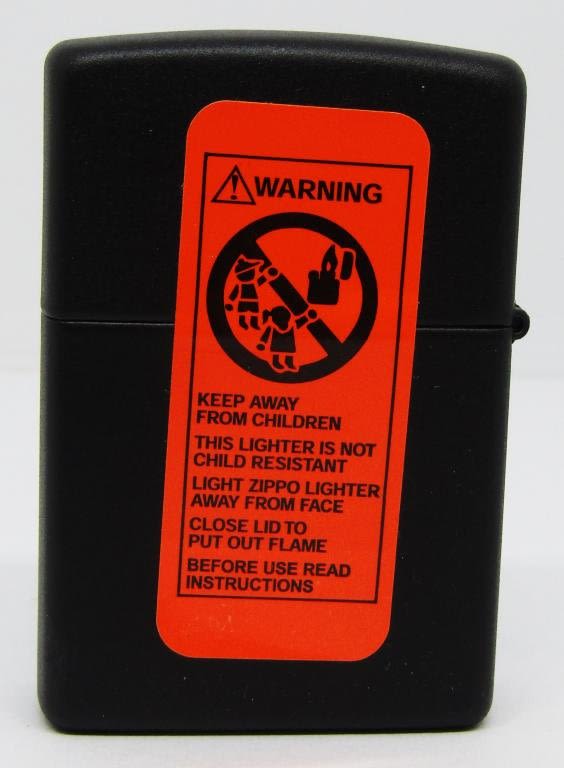 WARNING
KEEP AWAY
FROM CHILDREN
THIS LIGHTER IS NOT
CHILD RESISTANT
LIGHT ZIPPO LIGHTER
AWAY FROM FACE
CLOSE LID TO
PUT OUT FLAME
BEFORE USE READ
INSTRUCTIONS